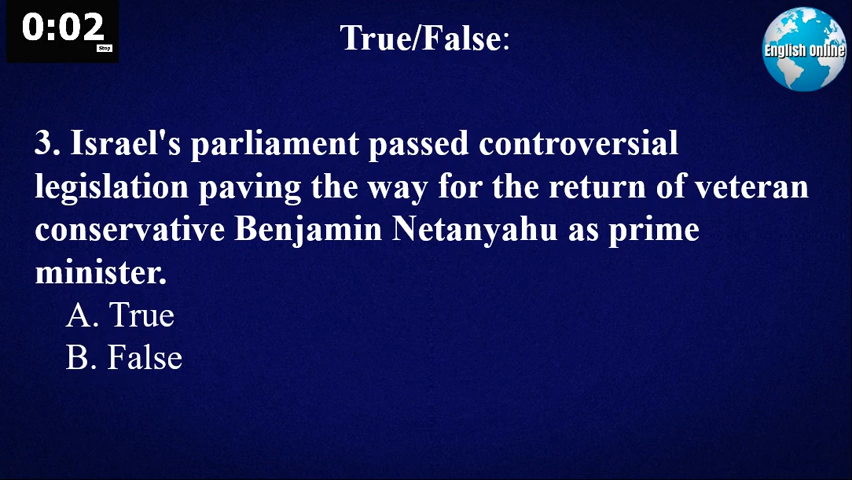 0:02
Stop
True/False:
English Online
3. Israel's parliament passed controversial
legislation paving the way for the return of veteran
conservative Benjamin Netanyahu as prime
minister.
A. True
B. False